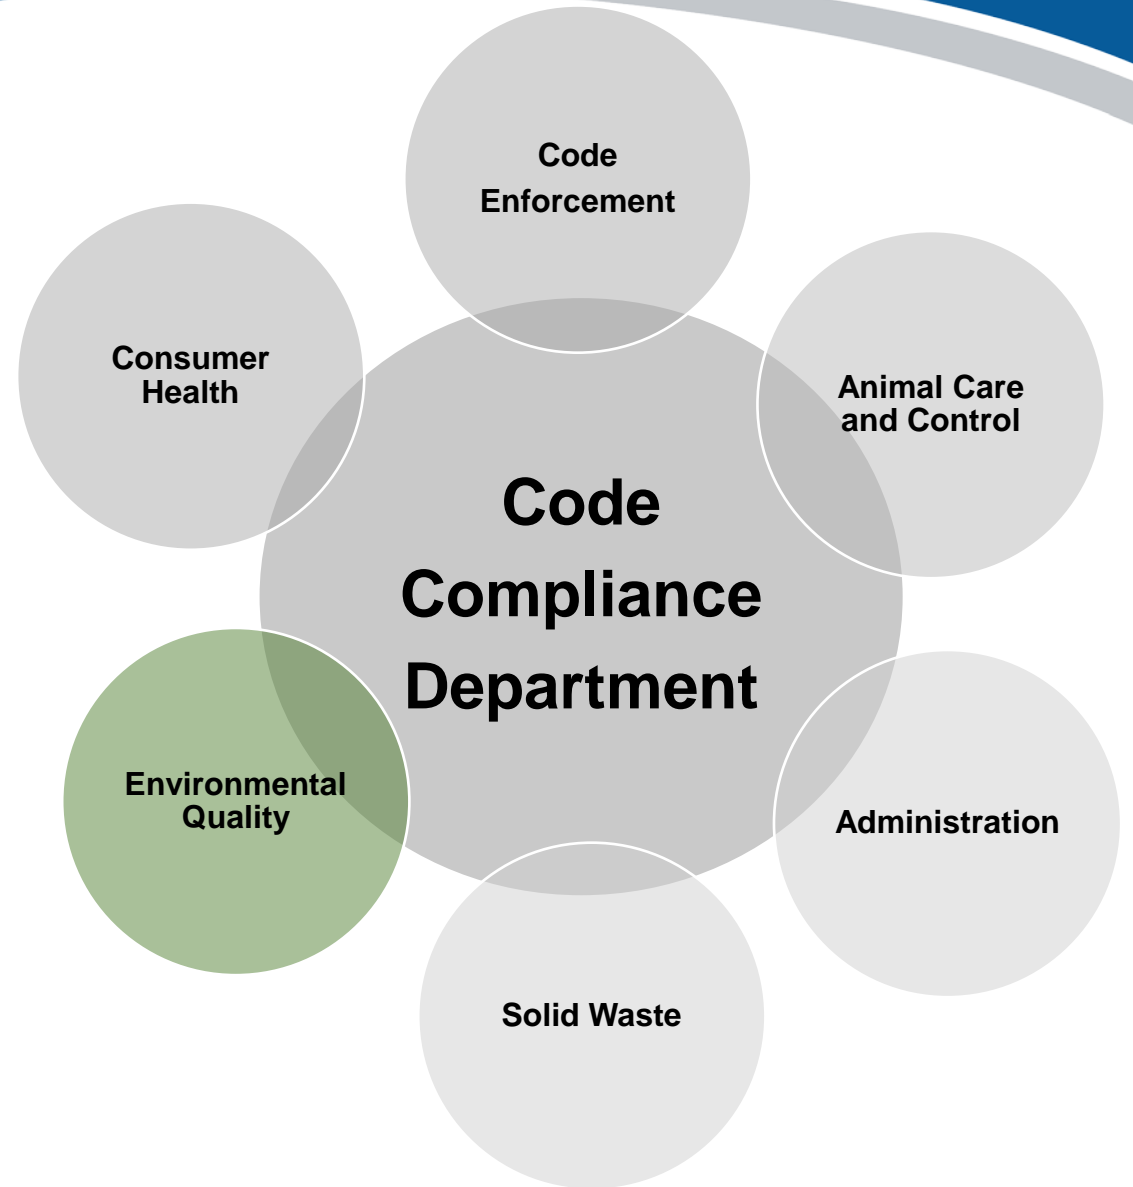 Code
Enforcement
Consumer
Health
Animal Care
and Control
Code
Compliance
Department
Environmental
Quality
Administration
Solid Waste